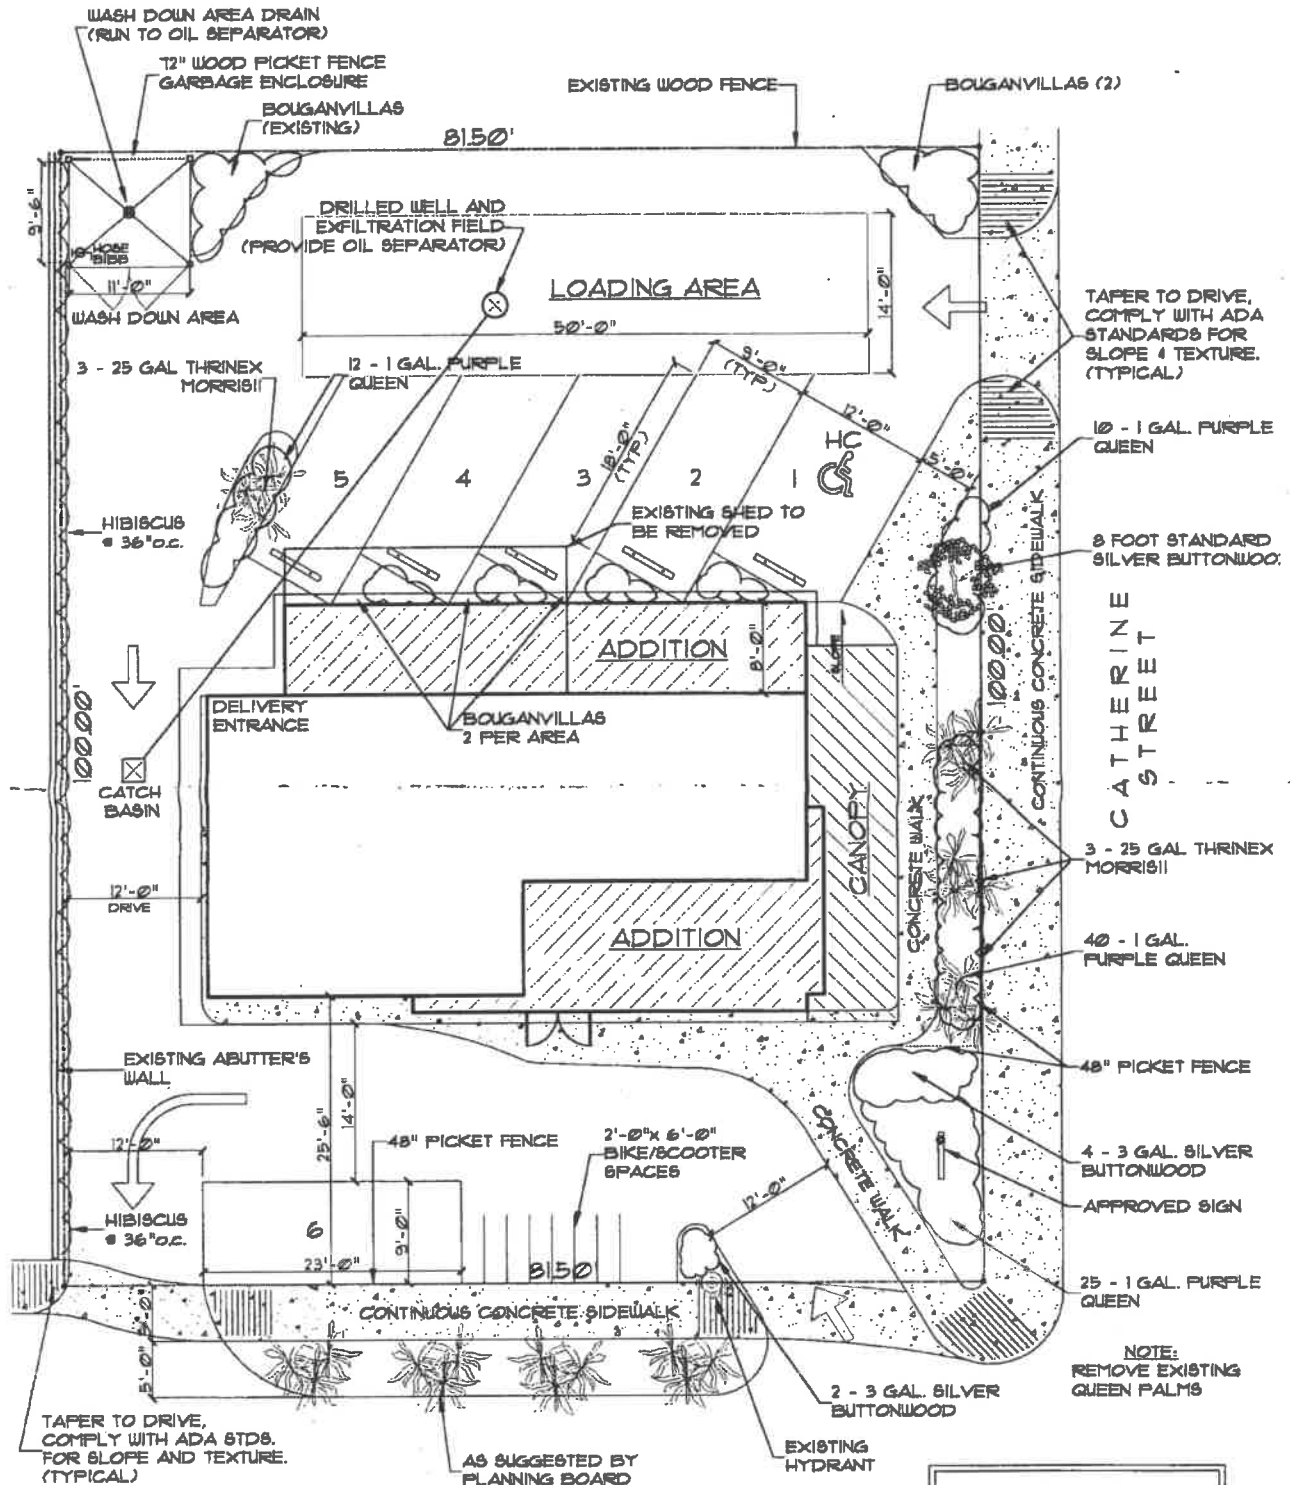 WASH DOWN AREA DRAIN
(RUN TO OIL SEPARATOR)
72" WOOD PICKET FENCE
GARBAGE ENCLOSURE
BOUGANVILLAS
(EXISTING)
EXISTING WOOD FENCE
BOUGANVILLAS (2)
81.50'
9'-6"
HOSE
BIBB
11'-0"
WASH DOWN AREA
DRILLED WELL AND
EXFILTRATION FIELD
(PROVIDE OIL SEPARATOR)
LOADING AREA
50'-0"
14'-0"
TAPER TO DRIVE,
COMPLY WITH ADA
STANDARDS FOR
SLOPE & TEXTURE.
(TYPICAL)
3 - 25 GAL THRINEX
MORRISII
12 - 1 GAL. PURPLE
QUEEN
9'-0"
(TYP.)
12'-0"
5'-0"
18'-0"
(TYP.)
HC
5
4
3
2
1
10 - 1 GAL. PURPLE
QUEEN
HIBISCUS
@ 36"o.c.
EXISTING SHED TO
BE REMOVED
8 FOOT STANDARD
SILVER BUTTONWOO
CONTINUOUS CONCRETE SIDEWALK
CATHERINE
STREET
ADDITION
8'-0"
SLOPE
100.00'
100.00'
DELIVERY
ENTRANCE
BOUGANVILLAS
2 PER AREA
CATCH
BASIN
CANOPY
CONCRETE WALK
3 - 25 GAL THRINEX
MORRISII
12'-0"
DRIVE
ADDITION
40 - 1 GAL.
PURPLE QUEEN
EXISTING ABUTTER'S
WALL
48" PICKET FENCE
25'-6"
14'-0"
12'-0"
48" PICKET FENCE
2'-0"x 6'-0"
BIKE/SCOOTER
SPACES
CONCRETE WALK
12'-0"
4 - 3 GAL. SILVER
BUTTONWOOD
APPROVED SIGN
HIBISCUS
@ 36"o.c.
6
9'-0"
23'-0"
81.50'
25 - 1 GAL. PURPLE
QUEEN
CONTINUOUS CONCRETE SIDEWALK
5'-0"
5'-0"
NOTE:
REMOVE EXISTING
QUEEN PALMS
2 - 3 GAL. SILVER
BUTTONWOOD
TAPER TO DRIVE,
COMPLY WITH ADA STDS.
FOR SLOPE AND TEXTURE.
(TYPICAL)
AS SUGGESTED BY
PLANNING BOARD
EXISTING
HYDRANT